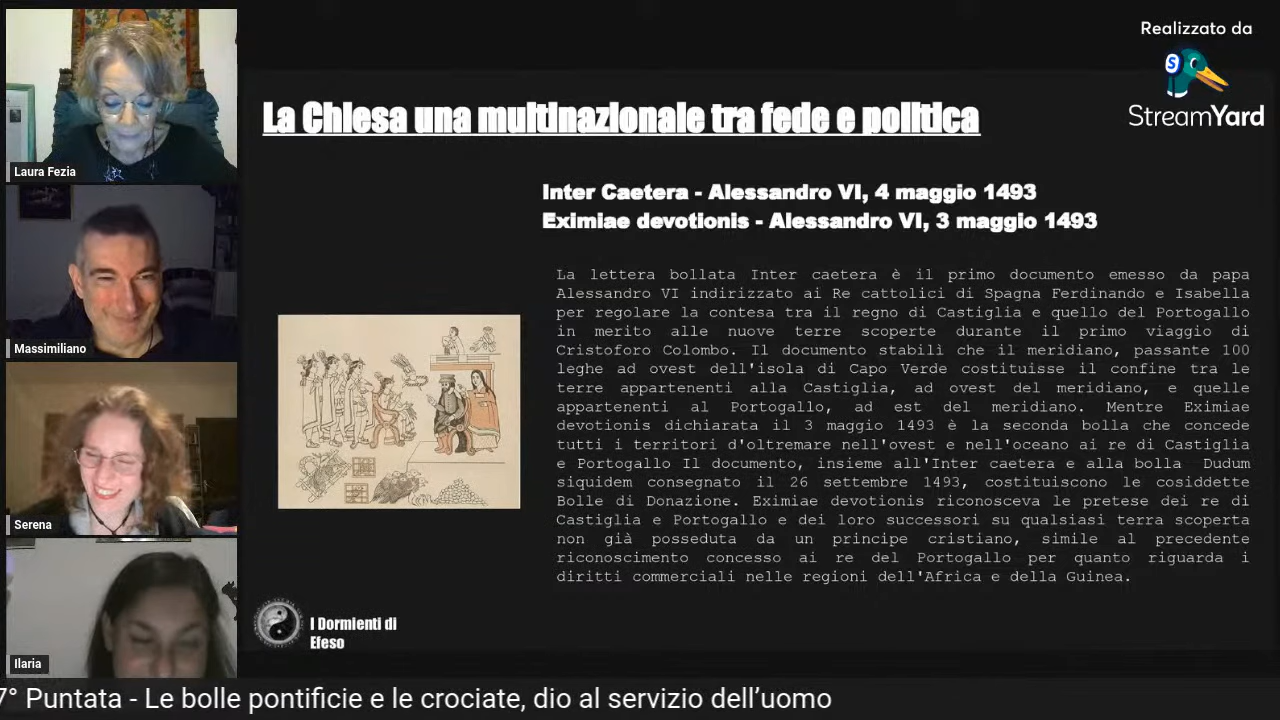 Laura Fezia
Massimiliano
Serena
Ilaria
Realizzato da
S
StreamYard
La Chiesa una multinazionale tra fede e politica
Inter Caetera - Alessandro VI, 4 maggio 1493
Eximiae devotionis - Alessandro VI, 3 maggio 1493
La lettera bollata Inter caetera è il primo documento emesso da papa
Alessandro VI indirizzato ai Re cattolici di Spagna Ferdinando e Isabella
per regolare la contesa tra il regno di Castiglia e quello del Portogallo
in merito alle nuove terre scoperte durante il primo viaggio di
Cristoforo Colombo. Il documento stabilì che il meridiano, passante 100
leghe ad ovest dell'isola di Capo Verde costituisse il confine tra le
terre appartenenti alla Castiglia, ad ovest del meridiano, e quelle
appartenenti al Portogallo, ad est del meridiano. Mentre Eximiae
devotionis dichiarata il 3 maggio 1493 è la seconda bolla che concede
tutti i territori d'oltremare nell'ovest e nell'oceano ai re di Castiglia
e Portogallo Il documento, insieme all'Inter caetera e alla bolla Dudum
siquidem consegnato il 26 settembre 1493, costituiscono le cosiddette
Bolle di Donazione. Eximiae devotionis riconosceva le pretese dei re di
Castiglia e Portogallo e dei loro successori su qualsiasi terra scoperta
non già posseduta da un principe cristiano, simile al precedente
riconoscimento concesso ai re del Portogallo per quanto riguarda i
diritti commerciali nelle regioni dell'Africa e della Guinea.
I Dormienti di
Efeso
7° Puntata - Le bolle pontificie e le crociate, dio al servizio dell’uomo